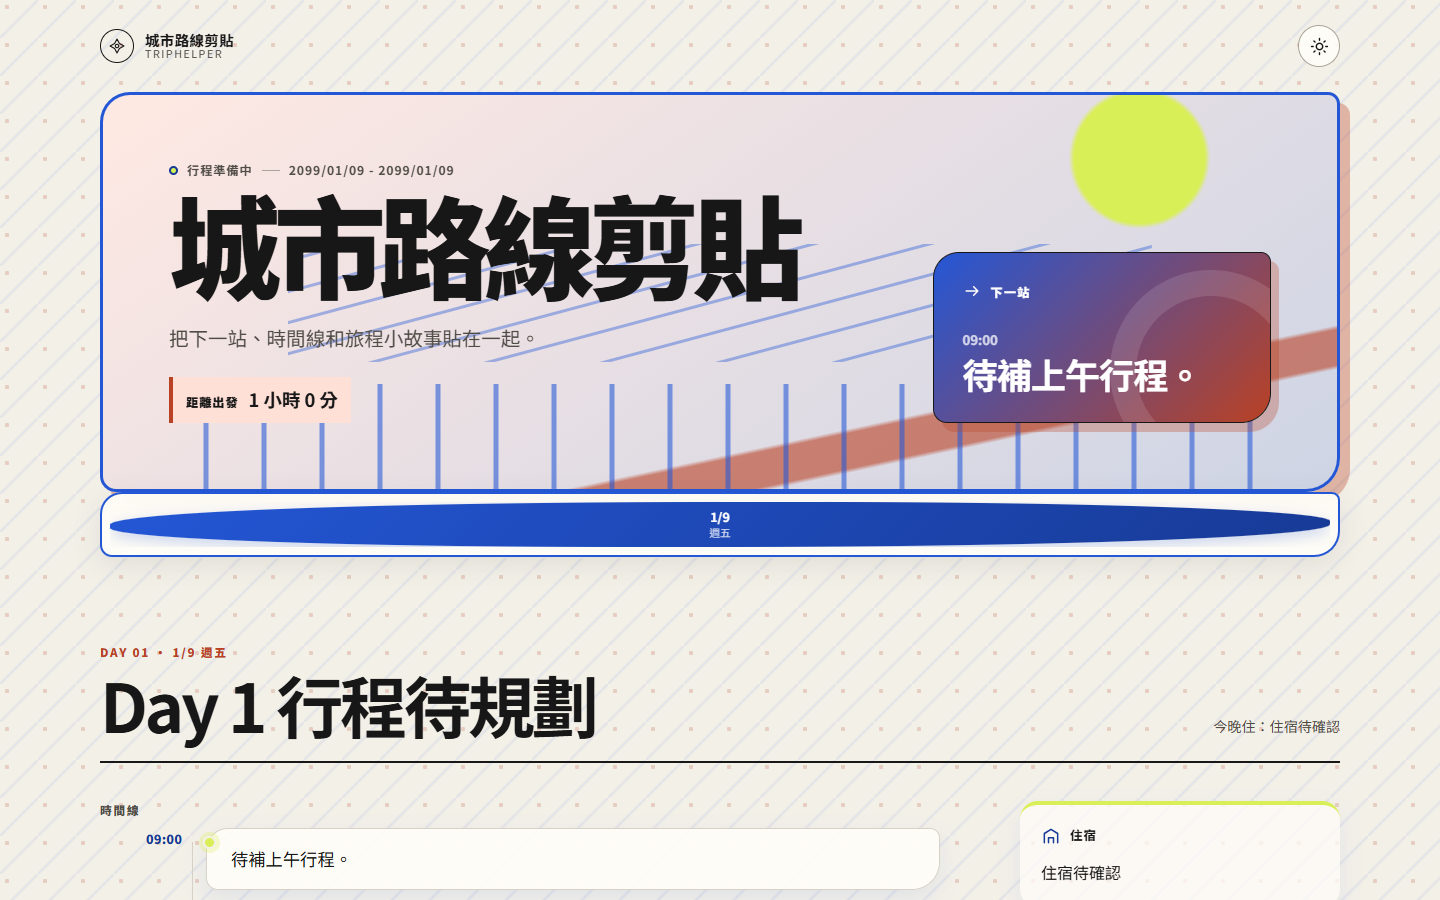 城市路線剪貼
TRIPHELPER
行程準備中 — 2099/01/09 - 2099/01/09
城市路線剪貼
把下一站、時間線和旅程小故事貼在一起。
距離出發 1 小時 0 分
→ 下一站
09:00
待補上午行程。
1/9
週五
DAY 01 • 1/9 週五
Day 1 行程待規劃
今晚住：住宿待確認
時間線
09:00
待補上午行程。
住宿
住宿待確認